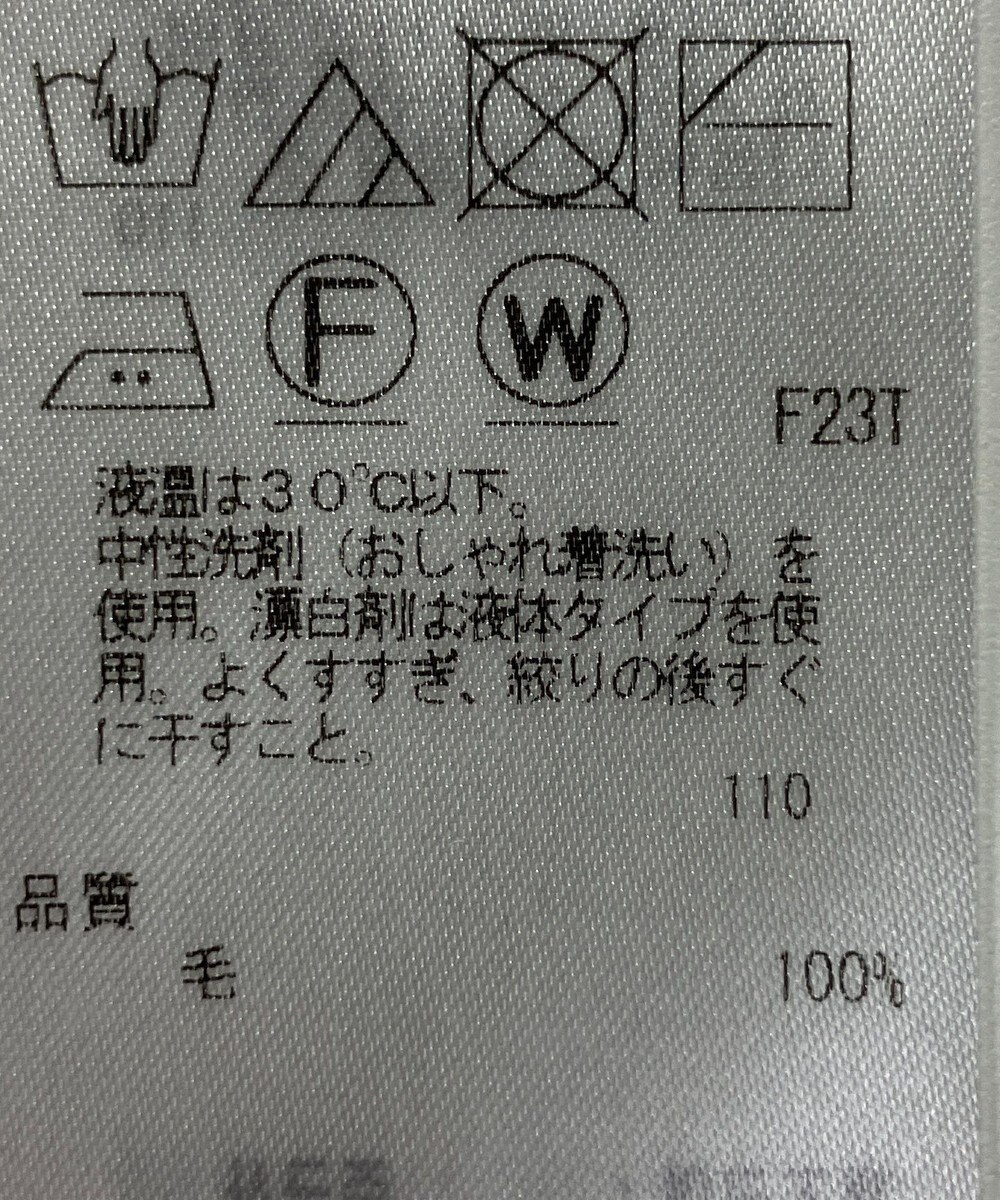 F
W
F23T
液温は30℃以下。
中性洗剤(おしゃれ着洗い)を
使用。漂白剤は液体タイプを使
用。よくすすぎ、絞りの後すぐ
に干すこと。
110
品質
毛 100%